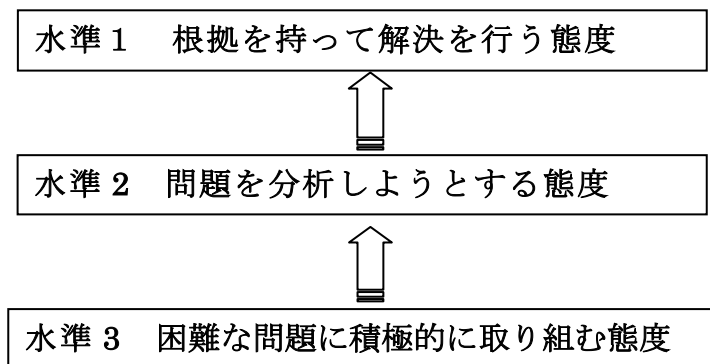 水準１　根拠を持って解決を行う態度
水準２　問題を分析しようとする態度
水準３　困難な問題に積極的に取り組む態度